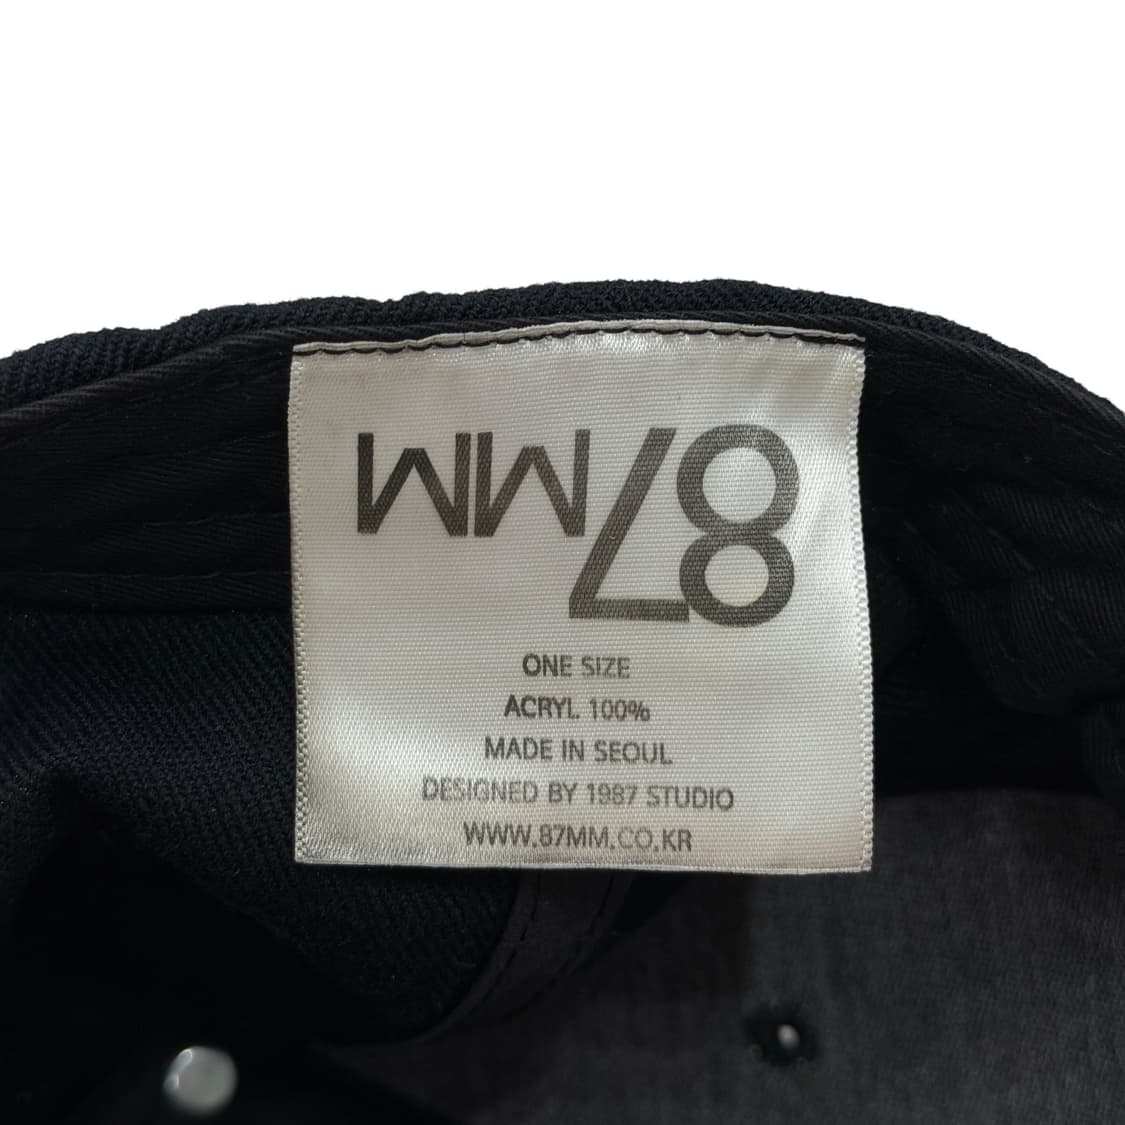 87MM
ONE SIZE
ACRYL 100%
MADE IN SEOUL
DESIGNED BY 1987 STUDIO
WWW.87MM.CO.KR